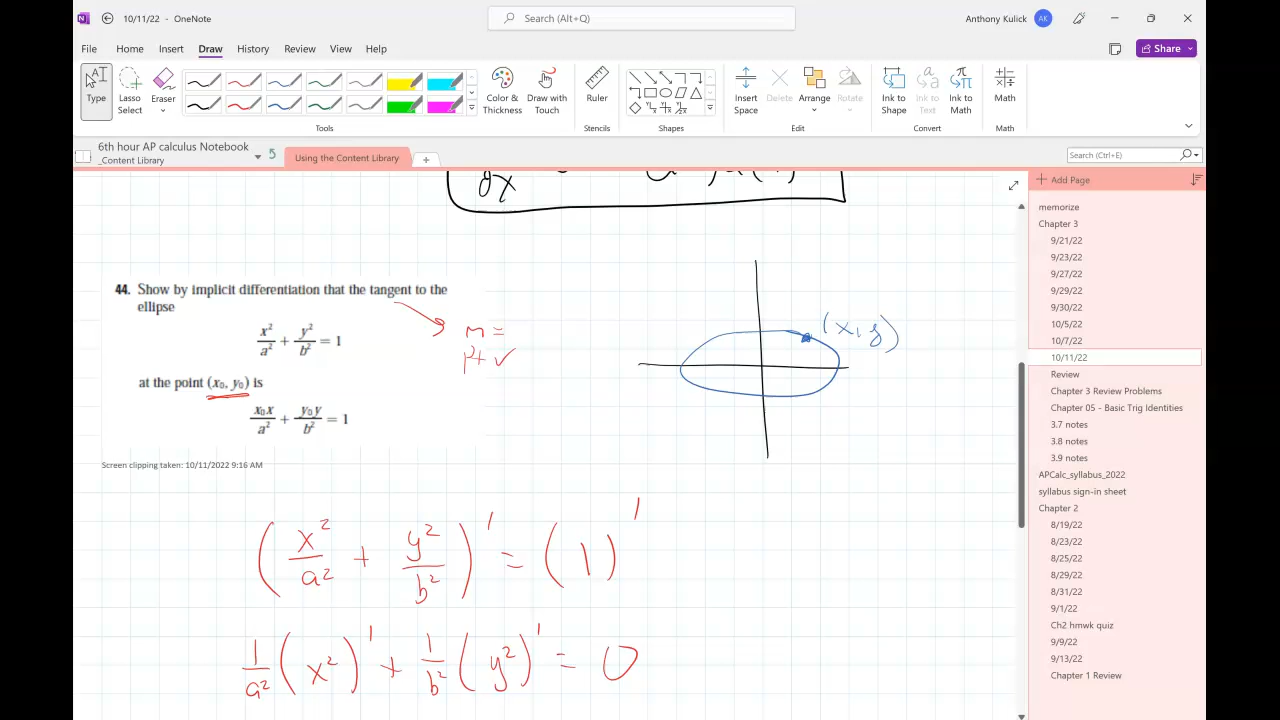 10/11/22 - OneNote
Search (Alt+Q)
Anthony Kulick
AK
File Home Insert Draw History Review View Help
Share
Type
Lasso Select
Eraser
Color & Thickness
Draw with Touch
Ruler
Insert Space
Delete
Arrange
Rotate
Ink to Shape
Ink to Text
Ink to Math
Math
Tools
Stencils
Shapes
Edit
Convert
Math
6th hour AP calculus Notebook
_Content Library
Using the Content Library
Search (Ctrl+E)
Add Page
memorize
Chapter 3
9/21/22
9/23/22
9/27/22
9/29/22
9/30/22
10/5/22
10/7/22
10/11/22
Review
Chapter 3 Review Problems
Chapter 05 - Basic Trig Identities
3.7 notes
3.8 notes
3.9 notes
APCalc_syllabus_2022
syllabus sign-in sheet
Chapter 2
8/19/22
8/23/22
8/25/22
8/29/22
8/31/22
9/1/22
Ch2 hmwk quiz
9/9/22
9/13/22
Chapter 1 Review
dx
44. Show by implicit differentiation that the tangent to the
ellipse
x²/a² + y²/b² = 1
at the point (x₀, y₀) is
x₀x/a² + y₀y/b² = 1
m =
pt ✓
(x, y)
Screen clipping taken: 10/11/2022 9:16 AM
(x²/a² + y²/b²)' = (1)'
1/a² (x²)' + 1/b² (y²)' = 0